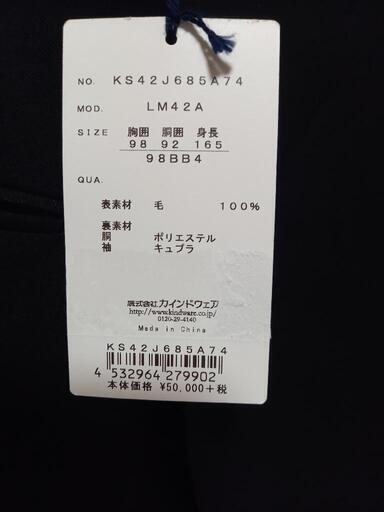 NO. KS42J685A74
MOD. LM42A
SIZE 胸囲 胴囲 身長
98 92 165
98BB4
QUA.
表素材 毛 100%
裏素材
胴 ポリエステル
袖 キュプラ
株式会社カインドウェア
http://www.kindware.co.jp/
0120-29-4140
Made in China
KS42J685A74
4 532964 279902
本体価格 ¥50,000+税